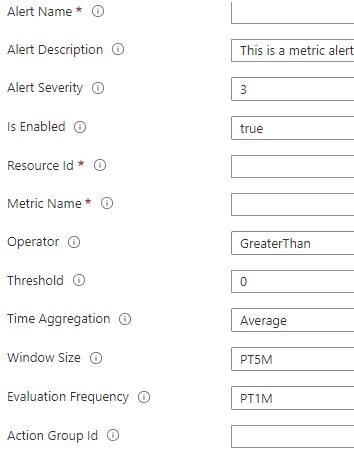 Alert Name *
Alert Description This is a metric alert
Alert Severity 3
Is Enabled true
Resource Id *
Metric Name *
Operator GreaterThan
Threshold 0
Time Aggregation Average
Window Size PT5M
Evaluation Frequency PT1M
Action Group Id